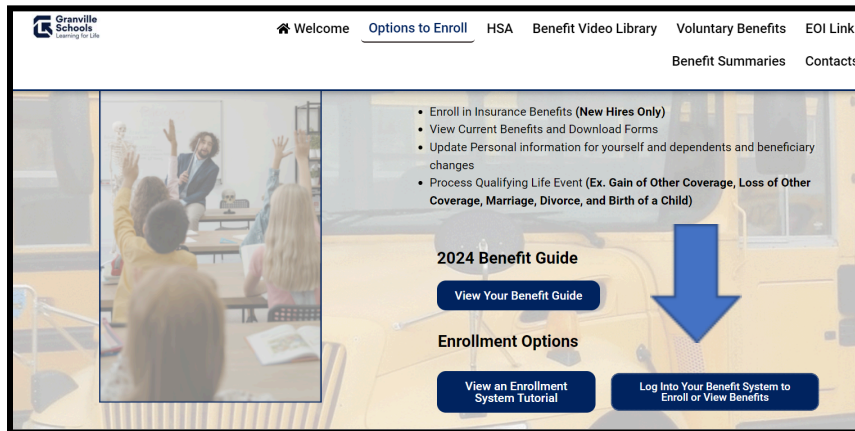 Granville
Schools
Learning for Life
Welcome
Options to Enroll
HSA
Benefit Video Library
Voluntary Benefits
EOI Link
Benefit Summaries
Contacts
Enroll in Insurance Benefits (New Hires Only)
View Current Benefits and Download Forms
Update Personal information for yourself and dependents and beneficiary
changes
Process Qualifying Life Event (Ex. Gain of Other Coverage, Loss of Other
Coverage, Marriage, Divorce, and Birth of a Child)
2024 Benefit Guide
View Your Benefit Guide
Enrollment Options
View an Enrollment
System Tutorial
Log Into Your Benefit System to
Enroll or View Benefits